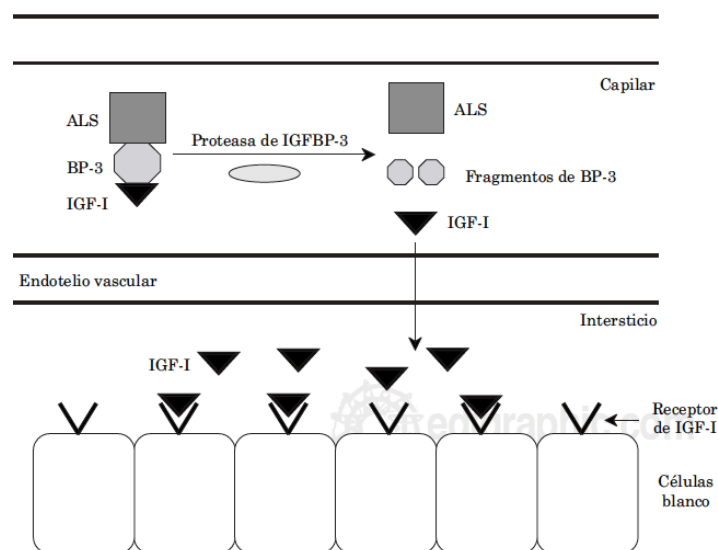 Capilar
ALS
ALS
Proteasa de IGFBP-3
BP-3
Fragmentos de BP-3
IGF-I
IGF-I
Endotelio vascular
Intersticio
IGF-I
Receptor
de IGF-I
Células
blanco